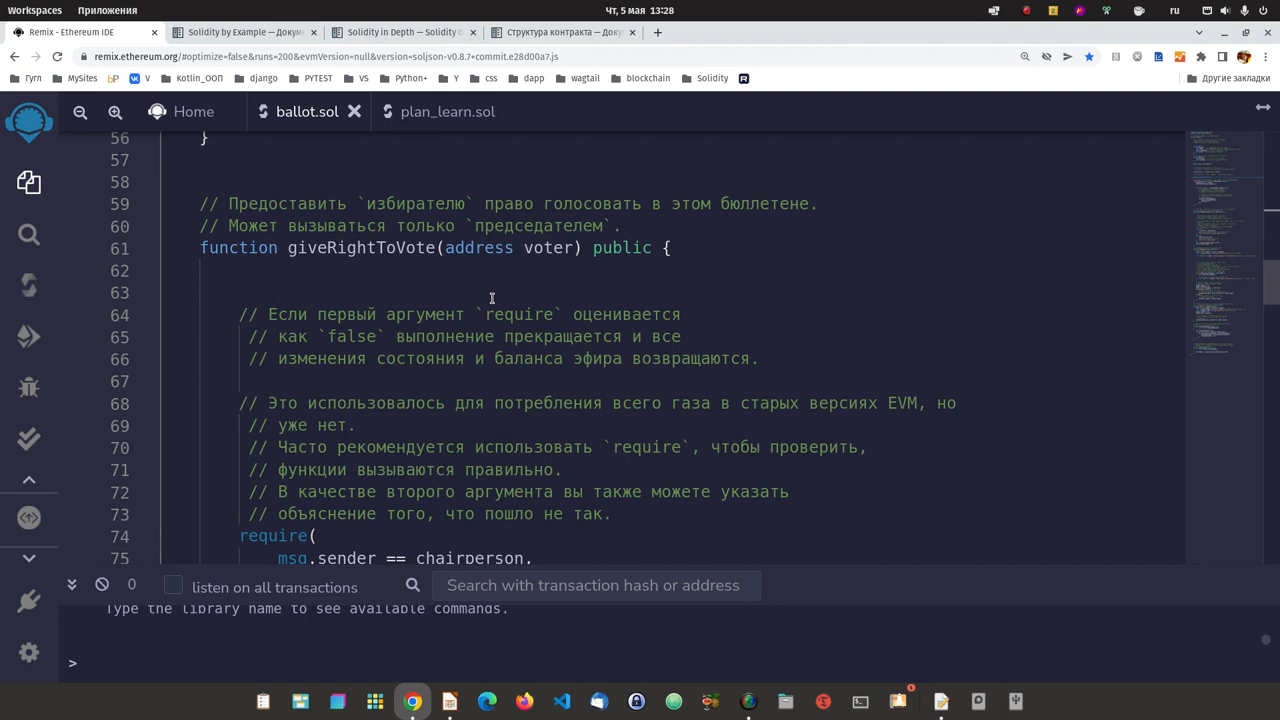 Workspaces Приложения Чт, 5 мая 13:28 ru
Remix - Ethereum IDE Solidity by Example — Докум Solidity in Depth — Solidity 0 Структура контракта — Док
remix.ethereum.org/#optimize=false&runs=200&evmVersion=null&version=soljson-v0.8.7+commit.e28d00a7.js
Гугл MySites V Kotlin_ООП django PYTEST VS Python+ Y css dapp wagtail blockchain Solidity Другие закладки
Home ballot.sol plan_learn.sol
56 }
57
58
59 // Предоставить `избирателю` право голосовать в этом бюллетене.
60 // Может вызываться только `председателем`.
61 function giveRightToVote(address voter) public {
62
63
64 // Если первый аргумент `require` оценивается
65 // как `false` выполнение прекращается и все
66 // изменения состояния и баланса эфира возвращаются.
67
68 // Это использовалось для потребления всего газа в старых версиях EVM, но
69 // уже нет.
70 // Часто рекомендуется использовать `require`, чтобы проверить,
71 // функции вызываются правильно.
72 // В качестве второго аргумента вы также можете указать
73 // объяснение того, что пошло не так.
74 require(
75 msg.sender == chairperson,
0 listen on all transactions Search with transaction hash or address
Type the library name to see available commands.
>